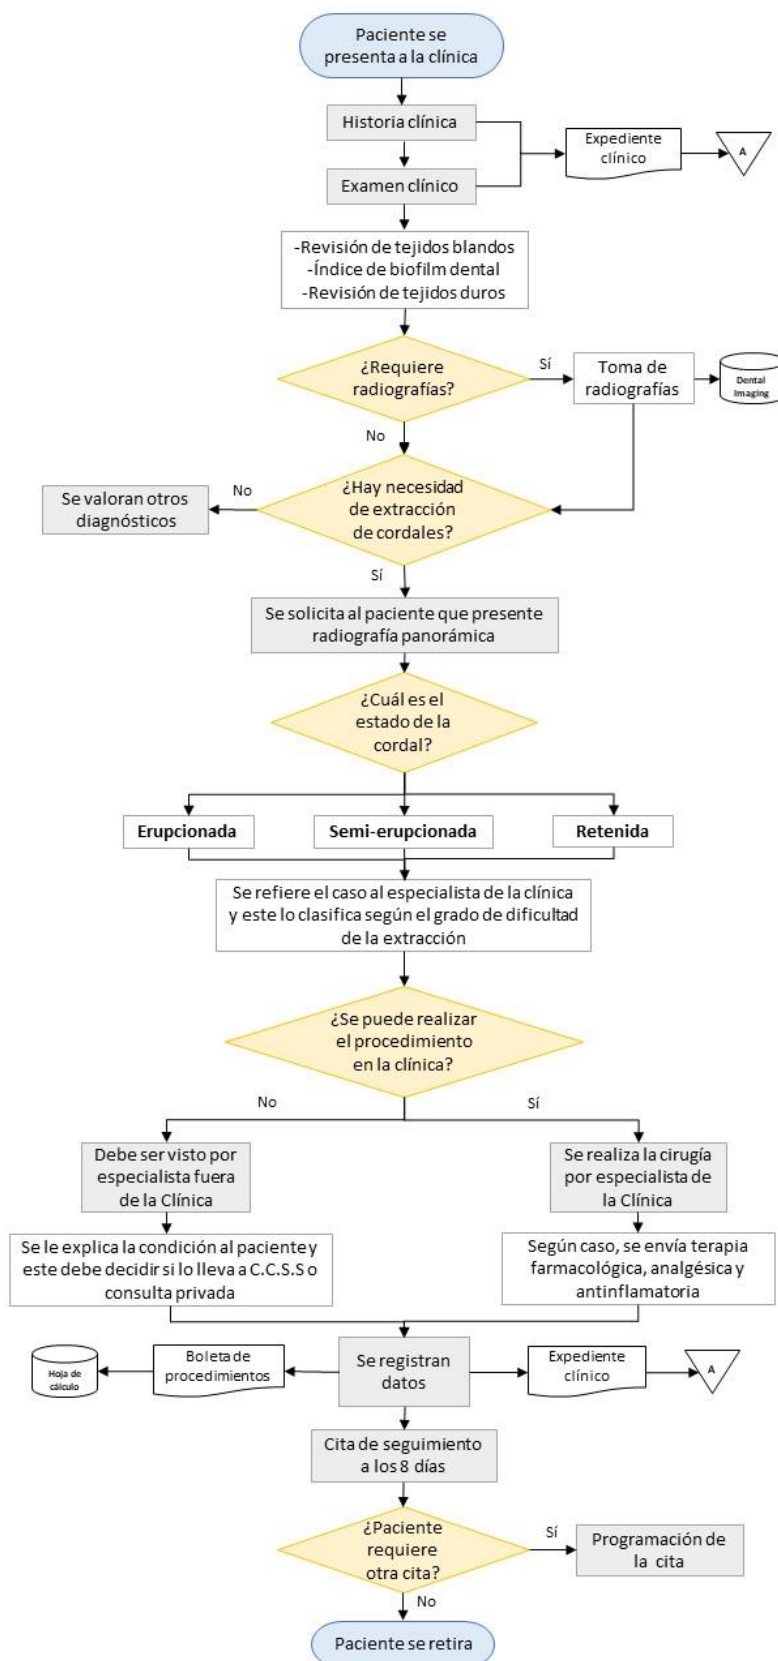 Paciente se
presenta a la clínica
Historia clínica
Expediente
clínico
A
Examen clínico
-Revisión de tejidos blandos
-Índice de biofilm dental
-Revisión de tejidos duros
¿Requiere
radiografías?
Sí
Toma de
radiografías
Dental
Imaging
No
¿Hay necesidad
de extracción
de cordales?
No
Se valoran otros
diagnósticos
Sí
Se solicita al paciente que presente
radiografía panorámica
¿Cuál es el
estado de la
cordal?
Erupcionada
Semi-erupcionada
Retenida
Se refiere el caso al especialista de la clínica
y este lo clasifica según el grado de dificultad
de la extracción
¿Se puede realizar
el procedimiento
en la clínica?
No
Sí
Debe ser visto por
especialista fuera
de la Clínica
Se realiza la cirugía
por especialista de
la Clínica
Se le explica la condición al paciente y
este debe decidir si lo lleva a C.C.S.S o
consulta privada
Según caso, se envía terapia
farmacológica, analgésica y
antinflamatoria
Hoja de
cálculo
Boleta de
procedimientos
Se registran
datos
Expediente
clínico
A
Cita de seguimiento
a los 8 días
¿Paciente
requiere
otra cita?
Sí
Programación de
la cita
No
Paciente se retira